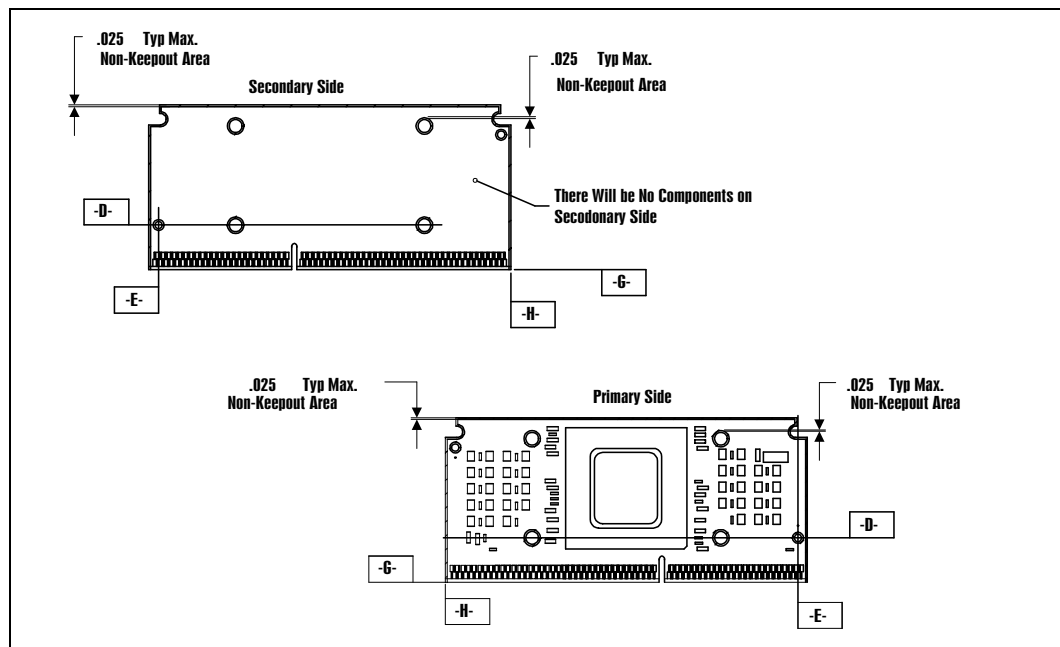 .025 Typ Max.
Non-Keepout Area
.025 Typ Max.
Non-Keepout Area
Secondary Side
There Will be No Components on
Secodonary Side
-D-
-E-
-G-
-H-
.025 Typ Max.
Non-Keepout Area
Primary Side
.025 Typ Max.
Non-Keepout Area
-D-
-G-
-H-
-E-